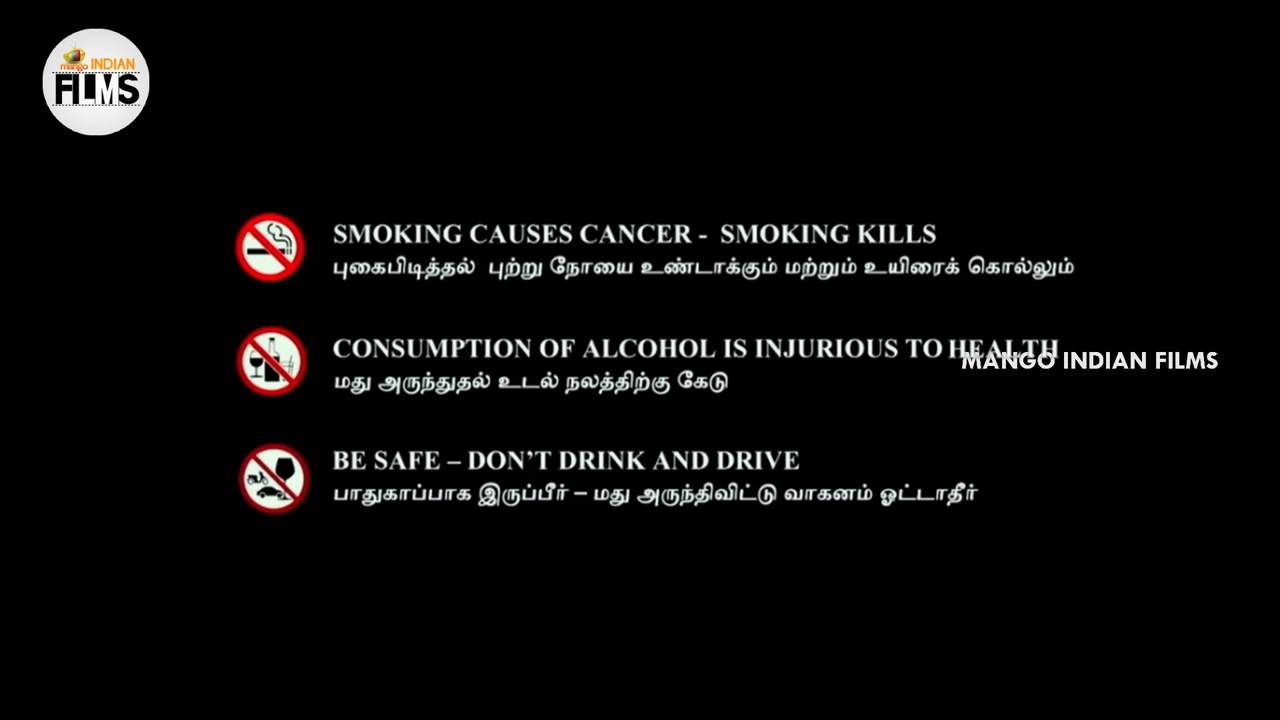 mango INDIAN
FILMS
SMOKING CAUSES CANCER - SMOKING KILLS
புகைபிடித்தல் புற்று நோயை உண்டாக்கும் மற்றும் உயிரைக் கொல்லும்
CONSUMPTION OF ALCOHOL IS INJURIOUS TO HEALTH
MANGO INDIAN FILMS
மது அருந்துதல் உடல் நலத்திற்கு கேடு
BE SAFE – DON’T DRINK AND DRIVE
பாதுகாப்பாக இருப்பீர் – மது அருந்திவிட்டு வாகனம் ஓட்டாதீர்